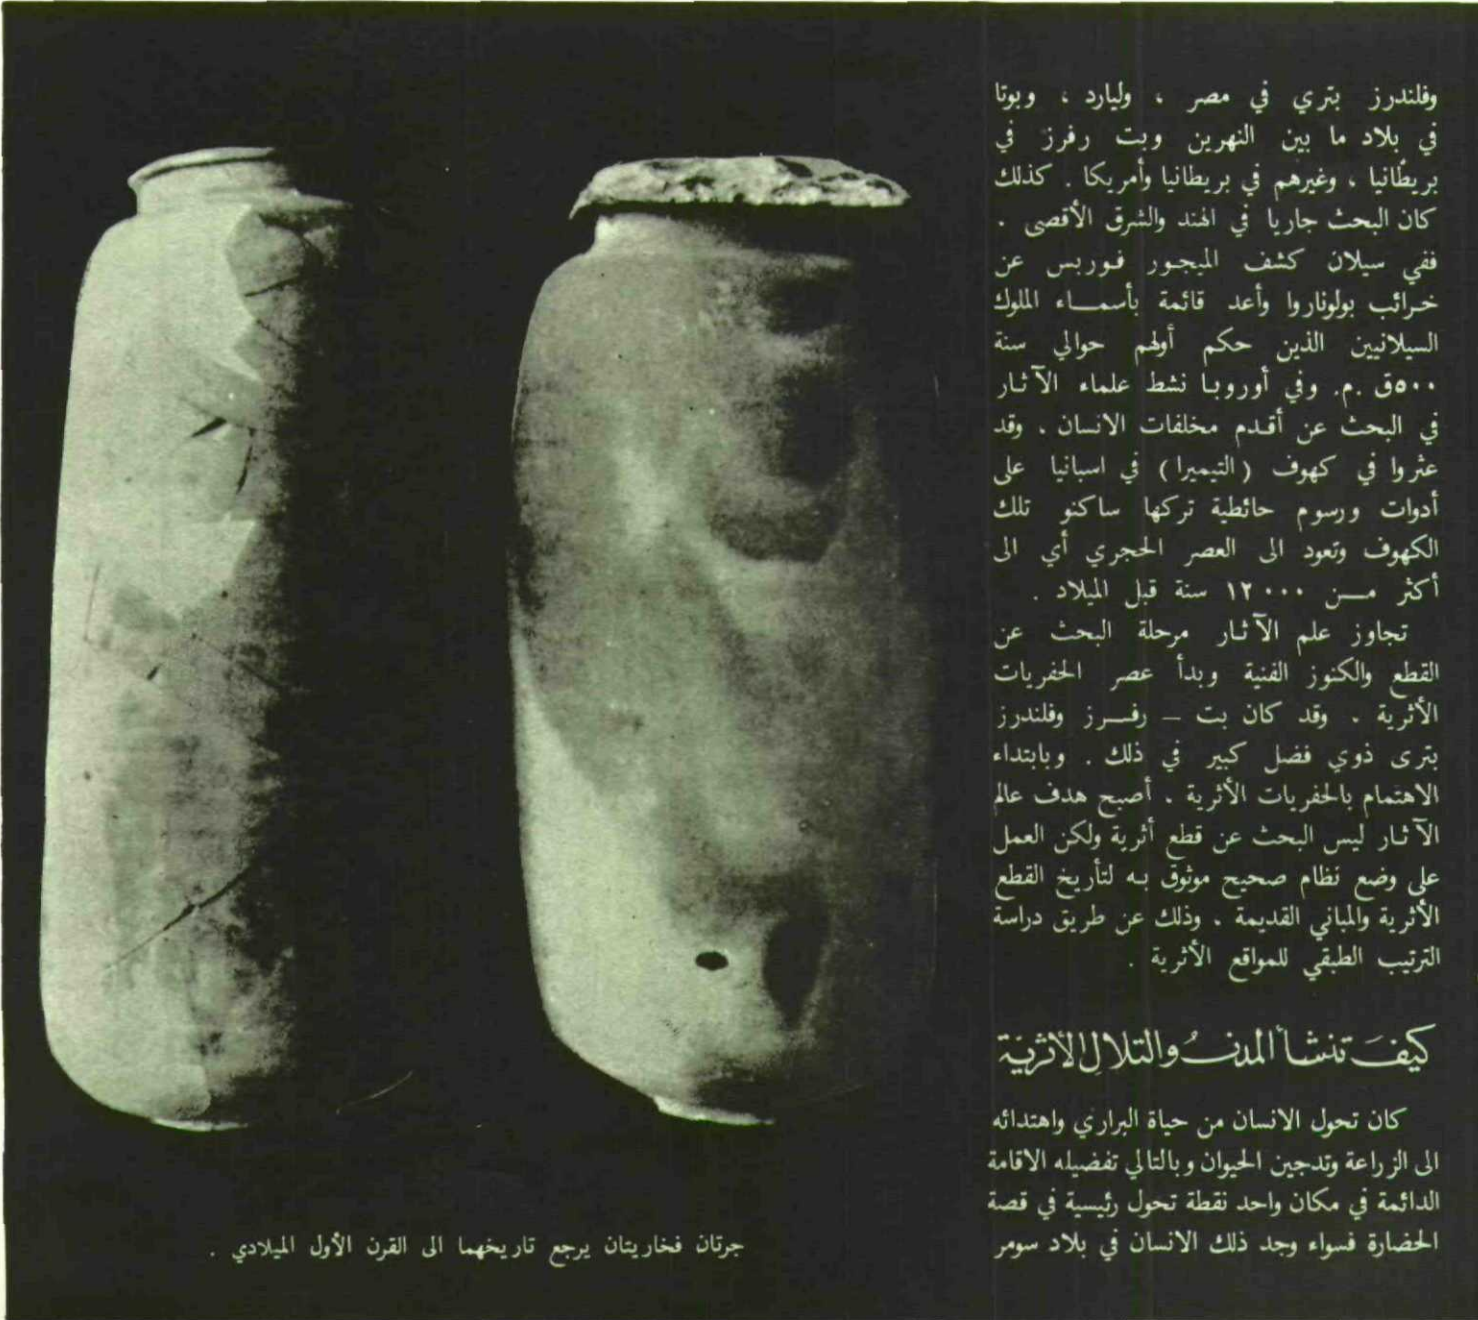 وفلندرز بتري في مصر ، وليارد ، وبوتا
في بلاد ما بين النهرين وبت رفرز في
بريطانيا ، وغيرهم في بريطانيا وأمريكا . كذلك
كان البحث جاريا في الهند والشرق الأقصى .
ففي سيلان كشف الميجور فوربس عن
خرائب بولوناروا وأعد قائمة بأسماء الملوك
السيلانيين الذين حكم أولهم حوالي سنة
٥٠٠ق .م. وفي أوروبا نشط علماء الآثار
في البحث عن أقدم مخلفات الانسان ، وقد
عثروا في كهوف (التيميرا) في اسبانيا على
أدوات ورسوم حائطية تركها ساكنو تلك
الكهوف وتعود الى العصر الحجري أي الى
أكثر من ١٢٠٠٠ سنة قبل الميلاد .
تجاوز علم الآثار مرحلة البحث عن
القطع والكنوز الفنية وبدأ عصر الحفريات
الأثرية . وقد كان بت – رفرز وفلندرز
بترى ذوي فضل كبير في ذلك . وبابتداء
الاهتمام بالحفريات الأثرية ، أصبح هدف عالم
الآثار ليس البحث عن قطع أثرية ولكن العمل
على وضع نظام صحيح موثوق به لتأريخ القطع
الأثرية والمباني القديمة ، وذلك عن طريق دراسة
الترتيب الطبقي للمواقع الأثرية .
كيف تنشأ المدن والتلال الأثرية
كان تحول الانسان من حياة البراري واهتدائه
الى الزراعة وتدجين الحيوان وبالتالي تفضيله الاقامة
الدائمة في مكان واحد نقطة تحول رئيسية في قصة
الحضارة فسواء وجد ذلك الانسان في بلاد سومر
جرتان فخاريتان يرجع تاريخهما الى القرن الأول الميلادي .